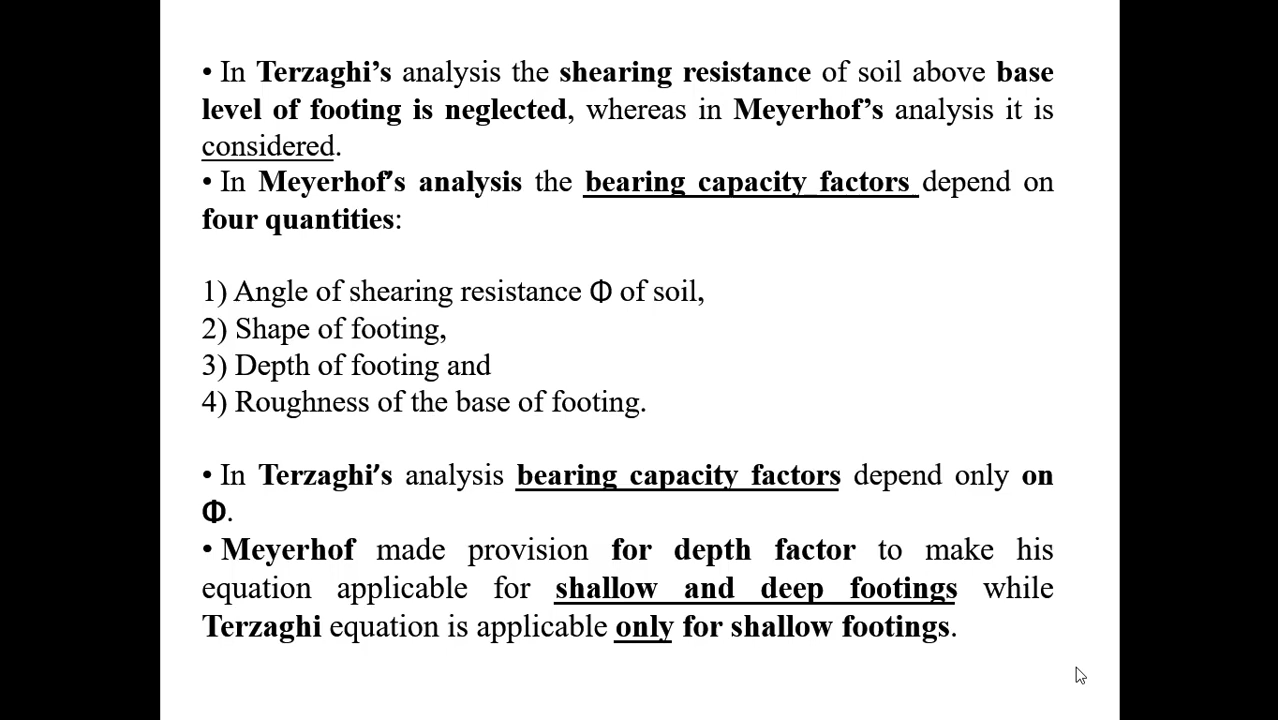 • In Terzaghi’s analysis the shearing resistance of soil above base
level of footing is neglected, whereas in Meyerhof’s analysis it is
considered.
• In Meyerhof's analysis the bearing capacity factors depend on
four quantities:
1) Angle of shearing resistance Φ of soil,
2) Shape of footing,
3) Depth of footing and
4) Roughness of the base of footing.
• In Terzaghi's analysis bearing capacity factors depend only on
Φ.
• Meyerhof made provision for depth factor to make his
equation applicable for shallow and deep footings while
Terzaghi equation is applicable only for shallow footings.